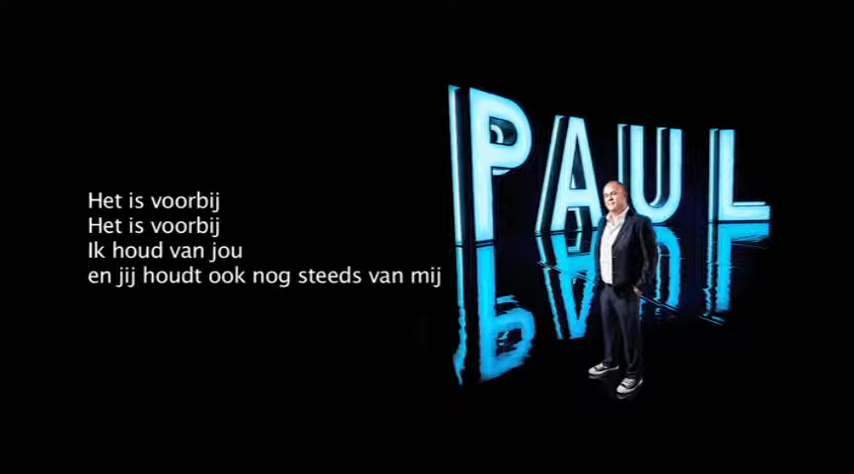 Het is voorbij
Het is voorbij
Ik houd van jou
en jij houdt ook nog steeds van mij
PAUL